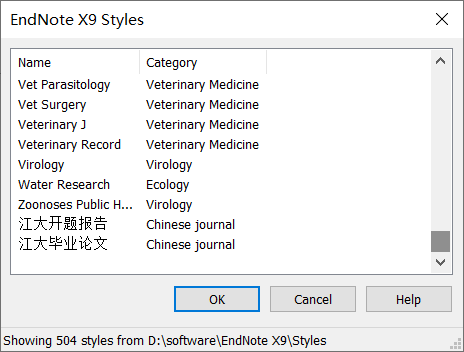 EndNote X9 Styles
Name Category
Vet Parasitology Veterinary Medicine
Vet Surgery Veterinary Medicine
Veterinary J Veterinary Medicine
Veterinary Record Veterinary Medicine
Virology Virology
Water Research Ecology
Zoonoses Public H... Virology
江大开题报告 Chinese journal
江大毕业论文 Chinese journal
OK Cancel Help
Showing 504 styles from D:\software\EndNote X9\Styles